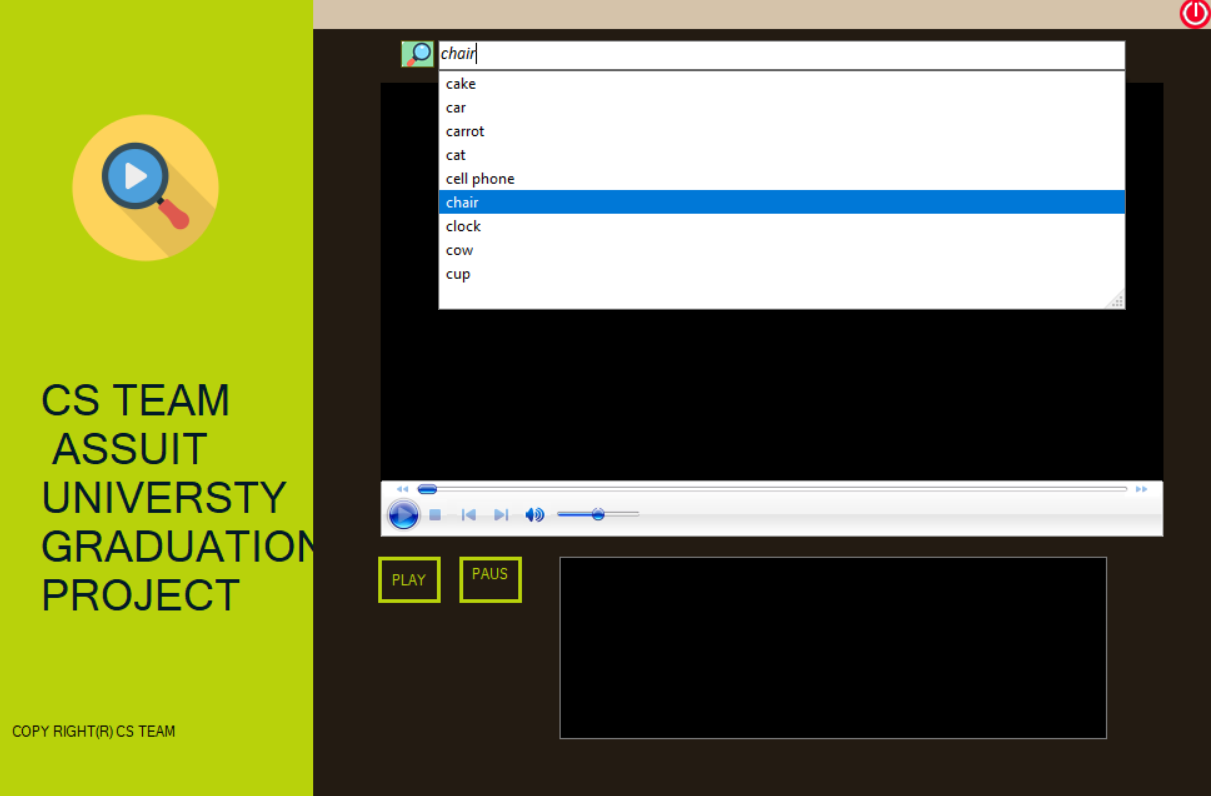 chair
cake
car
carrot
cat
cell phone
chair
clock
cow
cup
CS TEAM
ASSUIT
UNIVERSTY
GRADUATION
PROJECT
PLAY
PAUS
COPY RIGHT(R) CS TEAM